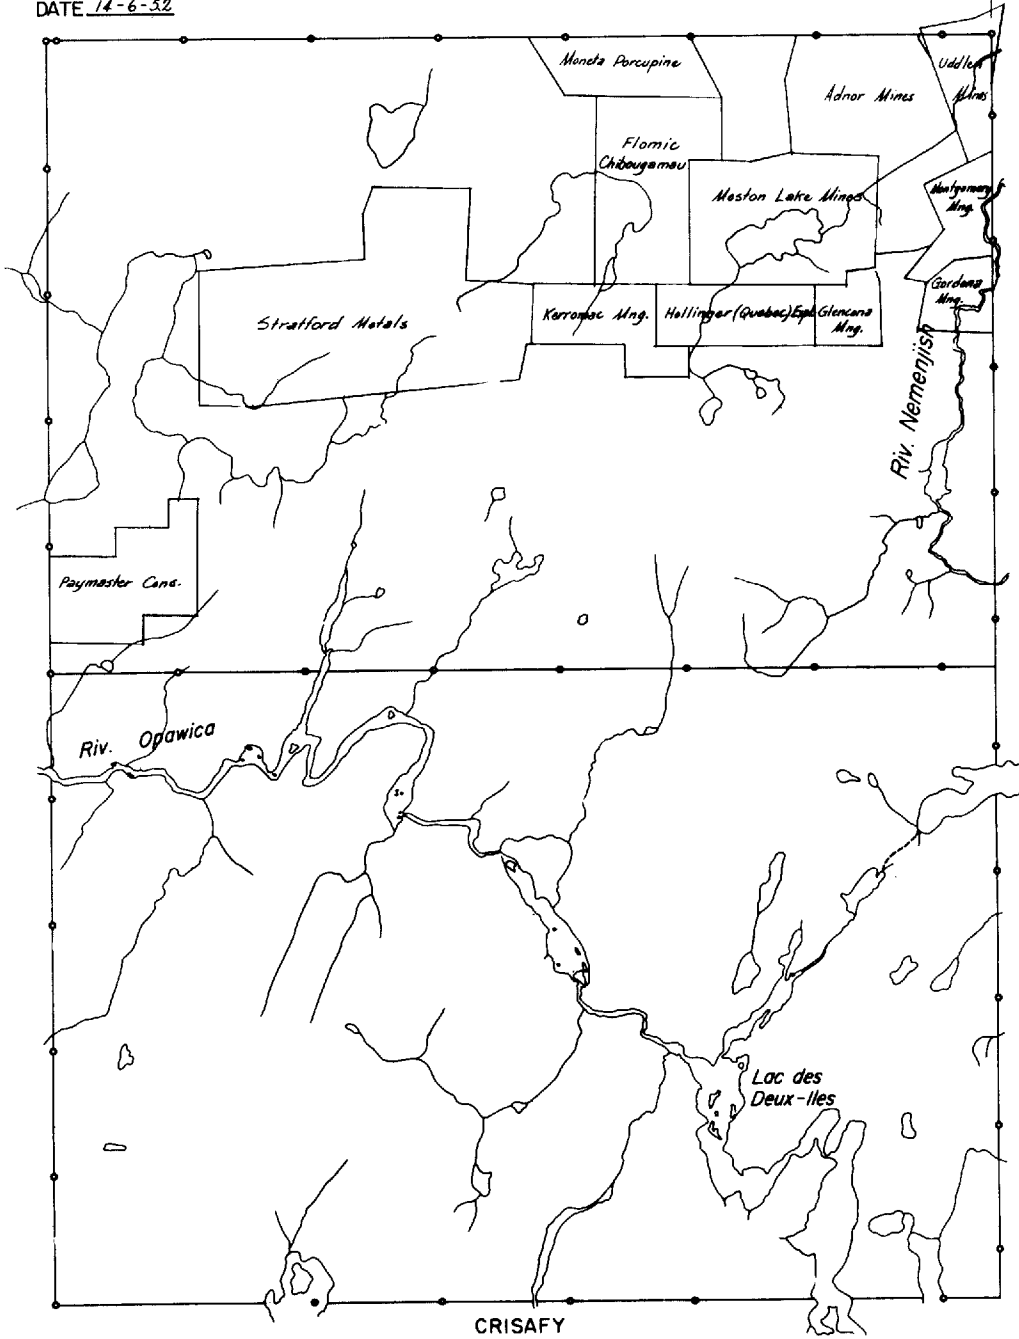 DATE 14-6-52
Moneta Porcupine
Uddlen
Mines
Adnor Mines
Flomic
Chibougamau
Meston Lake Mines
Montgomery
Mng.
Stratford Metals
Kerromac Mng.
Hollinger (Quebec) Expl.
Glencona
Mng.
Gordona
Mng.
Riv. Nemenjish
Paymaster Cons.
Riv. Opawica
Lac des
Deux-Iles
CRISAFY